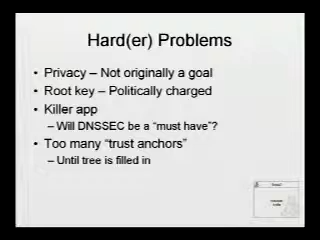 Hard(er) Problems
• Privacy – Not originally a goal
• Root key – Politically charged
• Killer app
– Will DNSSEC be a “must have”?
• Too many “trust anchors”
– Until tree is filled in